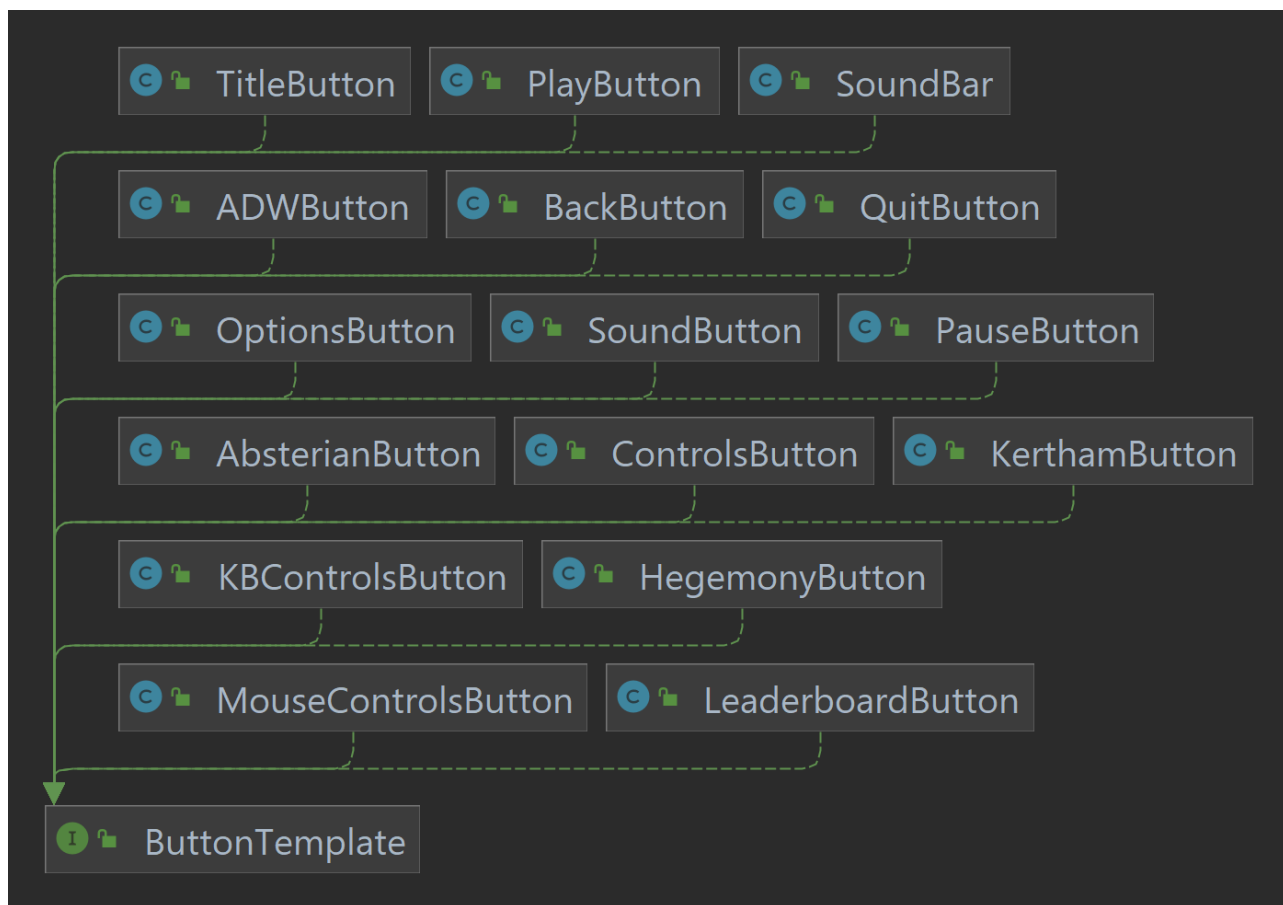 C TitleButton C PlayButton C SoundBar
C ADWButton C BackButton C QuitButton
C OptionsButton C SoundButton C PauseButton
C AbsterianButton C ControlsButton C KerthamButton
C KBControlsButton C HegemonyButton
C MouseControlsButton C LeaderboardButton
I ButtonTemplate